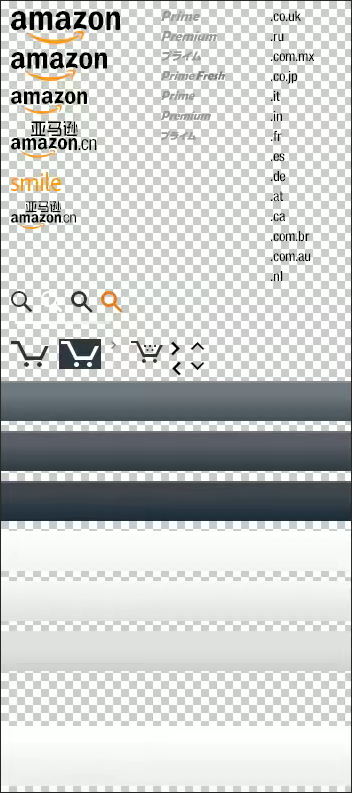 amazon
amazon
amazon
亚马逊
amazon.cn
smile
亚马逊
amazon.cn
Prime
Premium
プライム
Prime Fresh
Prime
Premium
プライム
.co.uk
.ru
.com.mx
.co.jp
.it
.in
.fr
.es
.de
.at
.ca
.com.br
.com.au
.nl